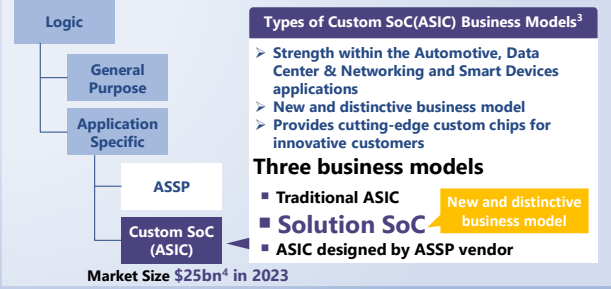 Logic
General
Purpose
Application
Specific
ASSP
Custom SoC
(ASIC)
Market Size $25bn4 in 2023
Types of Custom SoC(ASIC) Business Models3
➢ Strength within the Automotive, Data
Center & Networking and Smart Devices
applications
➢ New and distinctive business model
➢ Provides cutting-edge custom chips for
innovative customers
Three business models
▪ Traditional ASIC
▪ Solution SoC
▪ ASIC designed by ASSP vendor
New and distinctive
business model